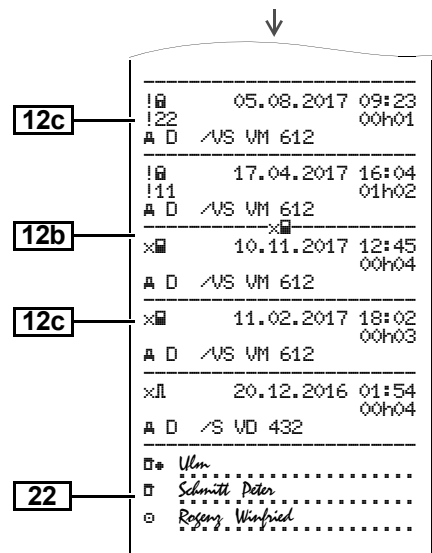 !🔒 05.08.2017 09:23
12c
!22 00h01
D /VS VM 612
!🔒 17.04.2017 16:04
!11 01h02
D /VS VM 612
12b
× 10.11.2017 12:45
00h04
D /VS VM 612
12c
× 11.02.2017 18:02
00h03
D /VS VM 612
× 20.12.2016 01:54
00h04
D /S VD 432
Ulm
22
Schmitt Peter
Rogenz Winfried